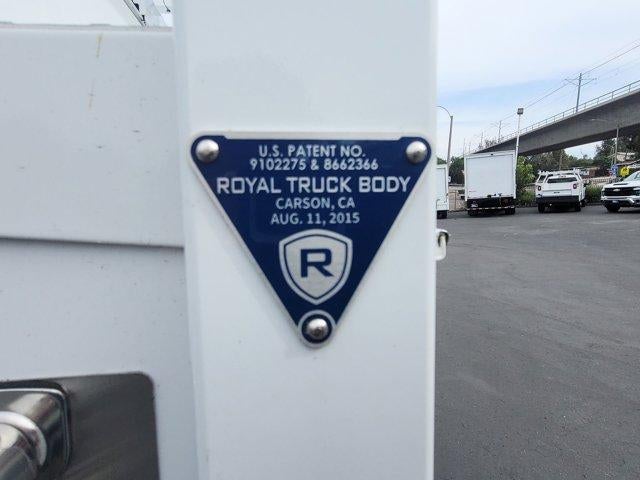 U.S. PATENT NO.
9102275 & 8662366
ROYAL TRUCK BODY
CARSON, CA
AUG. 11, 2015
R